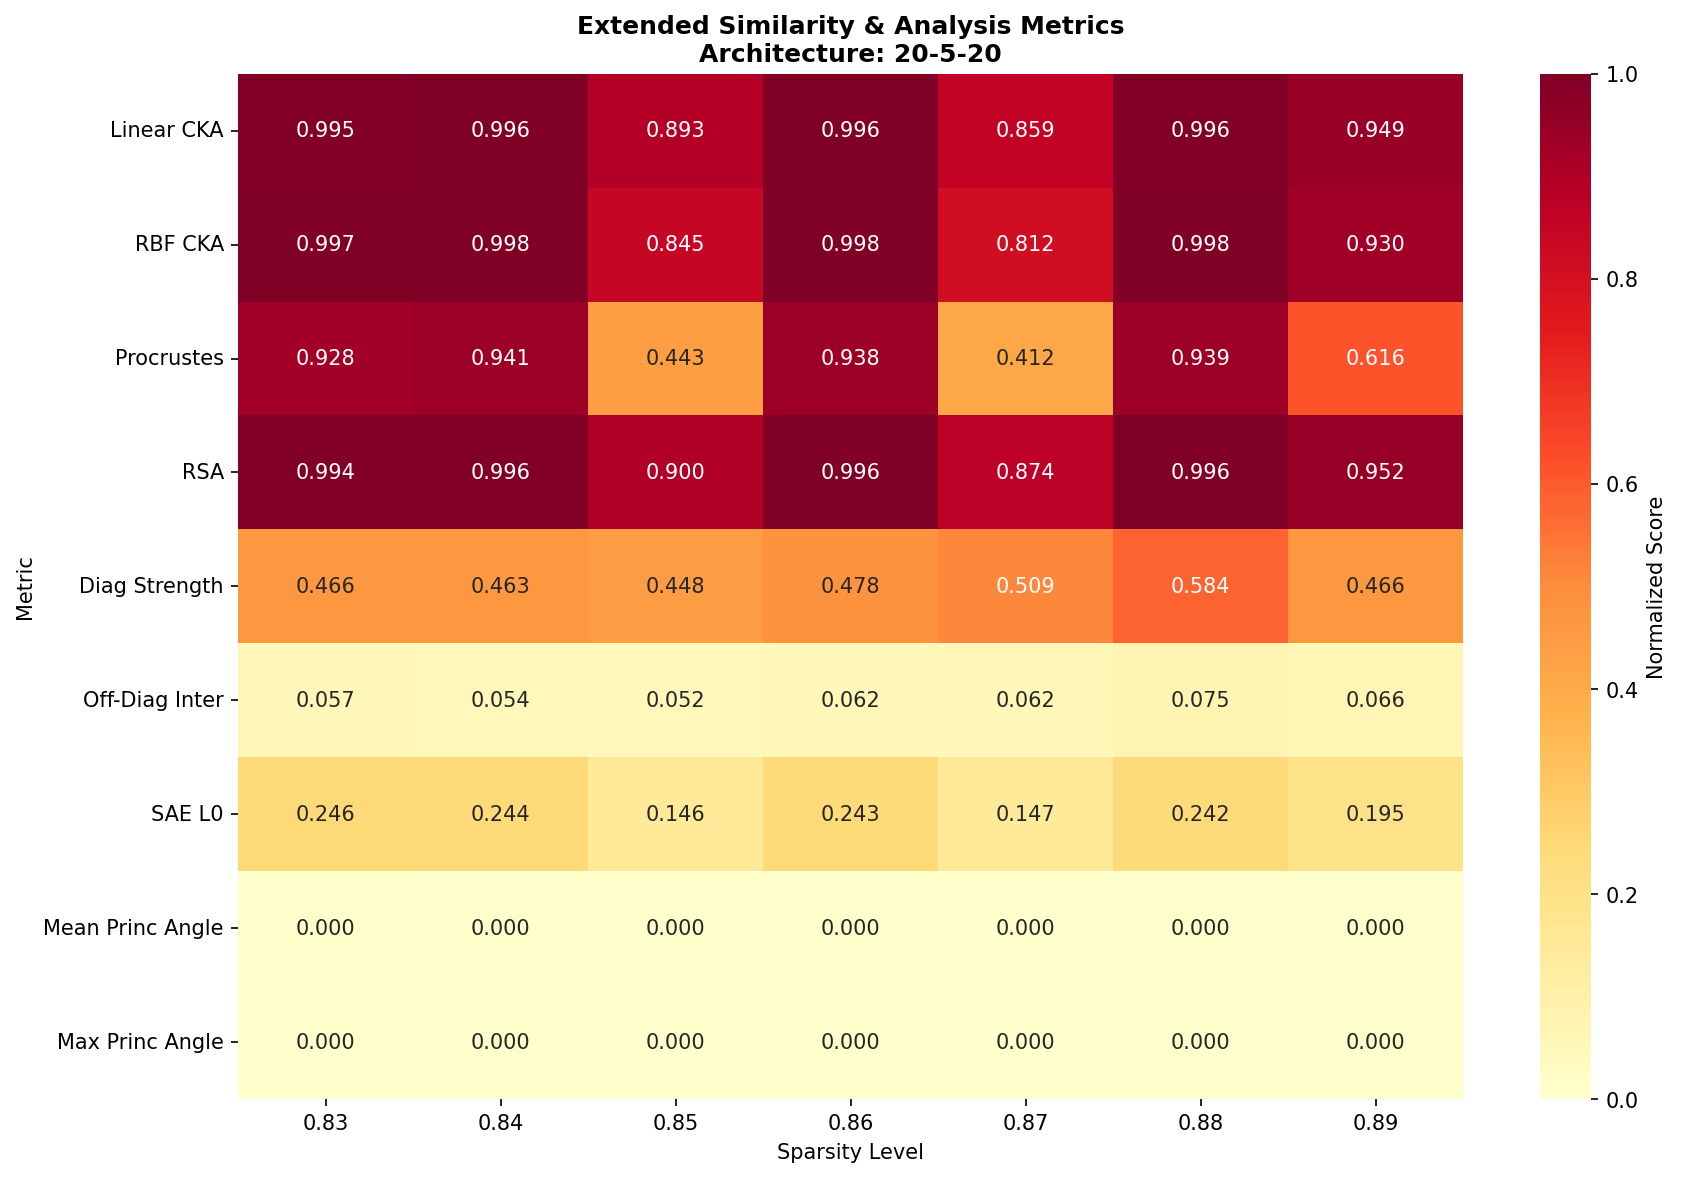 Extended Similarity & Analysis Metrics
Architecture: 20-5-20
Metric
Linear CKA 0.995 0.996 0.893 0.996 0.859 0.996 0.949
RBF CKA 0.997 0.998 0.845 0.998 0.812 0.998 0.930
Procrustes 0.928 0.941 0.443 0.938 0.412 0.939 0.616
RSA 0.994 0.996 0.900 0.996 0.874 0.996 0.952
Diag Strength 0.466 0.463 0.448 0.478 0.509 0.584 0.466
Off-Diag Inter 0.057 0.054 0.052 0.062 0.062 0.075 0.066
SAE L0 0.246 0.244 0.146 0.243 0.147 0.242 0.195
Mean Princ Angle 0.000 0.000 0.000 0.000 0.000 0.000 0.000
Max Princ Angle 0.000 0.000 0.000 0.000 0.000 0.000 0.000
0.83 0.84 0.85 0.86 0.87 0.88 0.89
Sparsity Level
1.0
0.8
0.6
0.4
0.2
0.0
Normalized Score